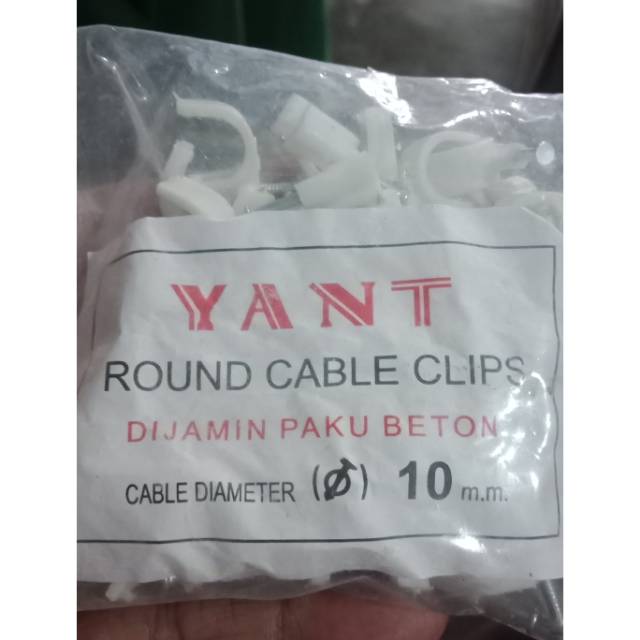 YANT
ROUND CABLE CLIPS
DIJAMIN PAKU BETON
CABLE DIAMETER (Ø) 10 m.m.